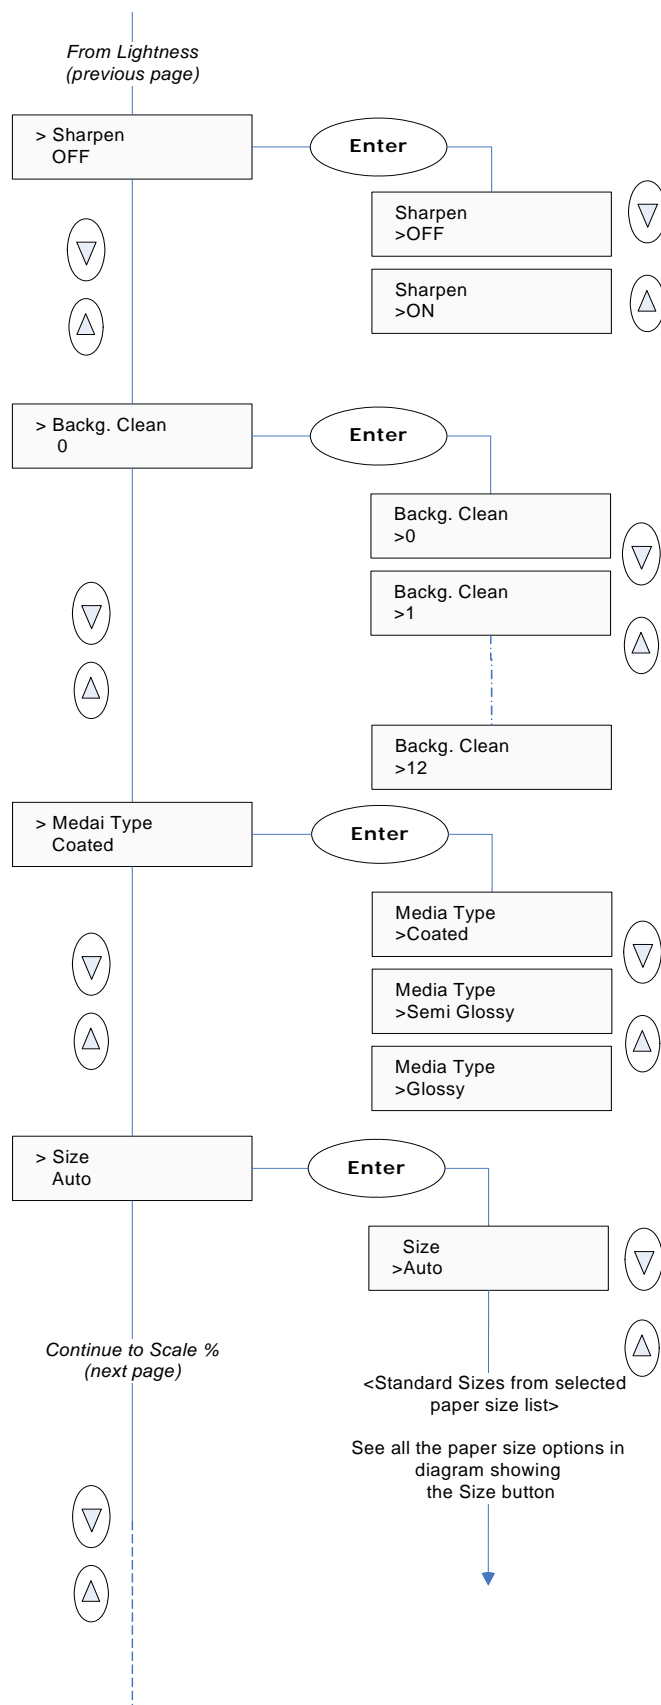 From Lightness
(previous page)
> Sharpen
OFF
Enter
Sharpen
>OFF
Sharpen
>ON
> Backg. Clean
0
Enter
Backg. Clean
>0
Backg. Clean
>1
Backg. Clean
>12
> Medai Type
Coated
Enter
Media Type
>Coated
Media Type
>Semi Glossy
Media Type
>Glossy
> Size
Auto
Enter
Size
>Auto
Continue to Scale %
(next page)
<Standard Sizes from selected
paper size list>
See all the paper size options in
diagram showing
the Size button